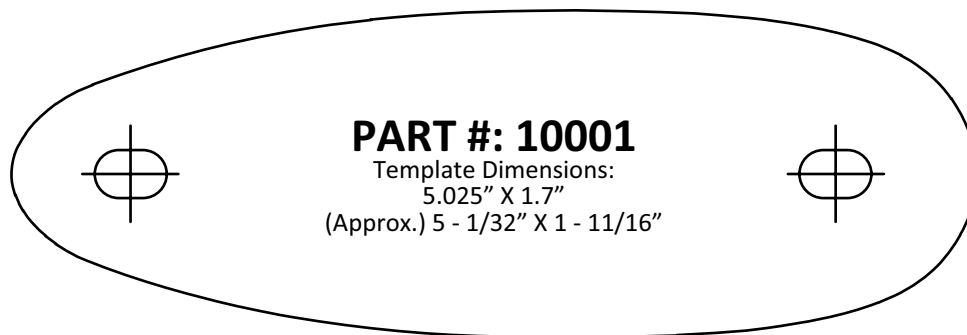 PART #: 10001
Template Dimensions:
5.025” X 1.7”
(Approx.) 5 - 1/32” X 1 - 11/16”